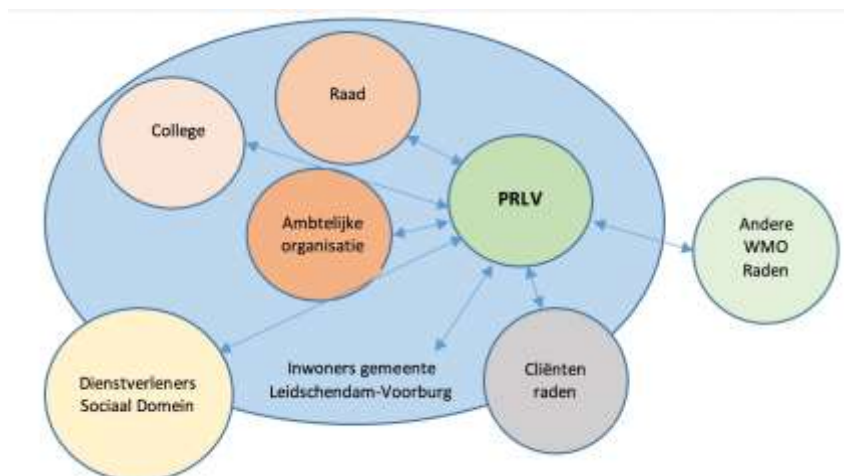 Raad
College
PRLV
Ambtelijke
organisatie
Andere
WMO
Raden
Dienstverleners
Sociaal Domein
Inwoners gemeente
Leidschendam-Voorburg
Cliënten
raden